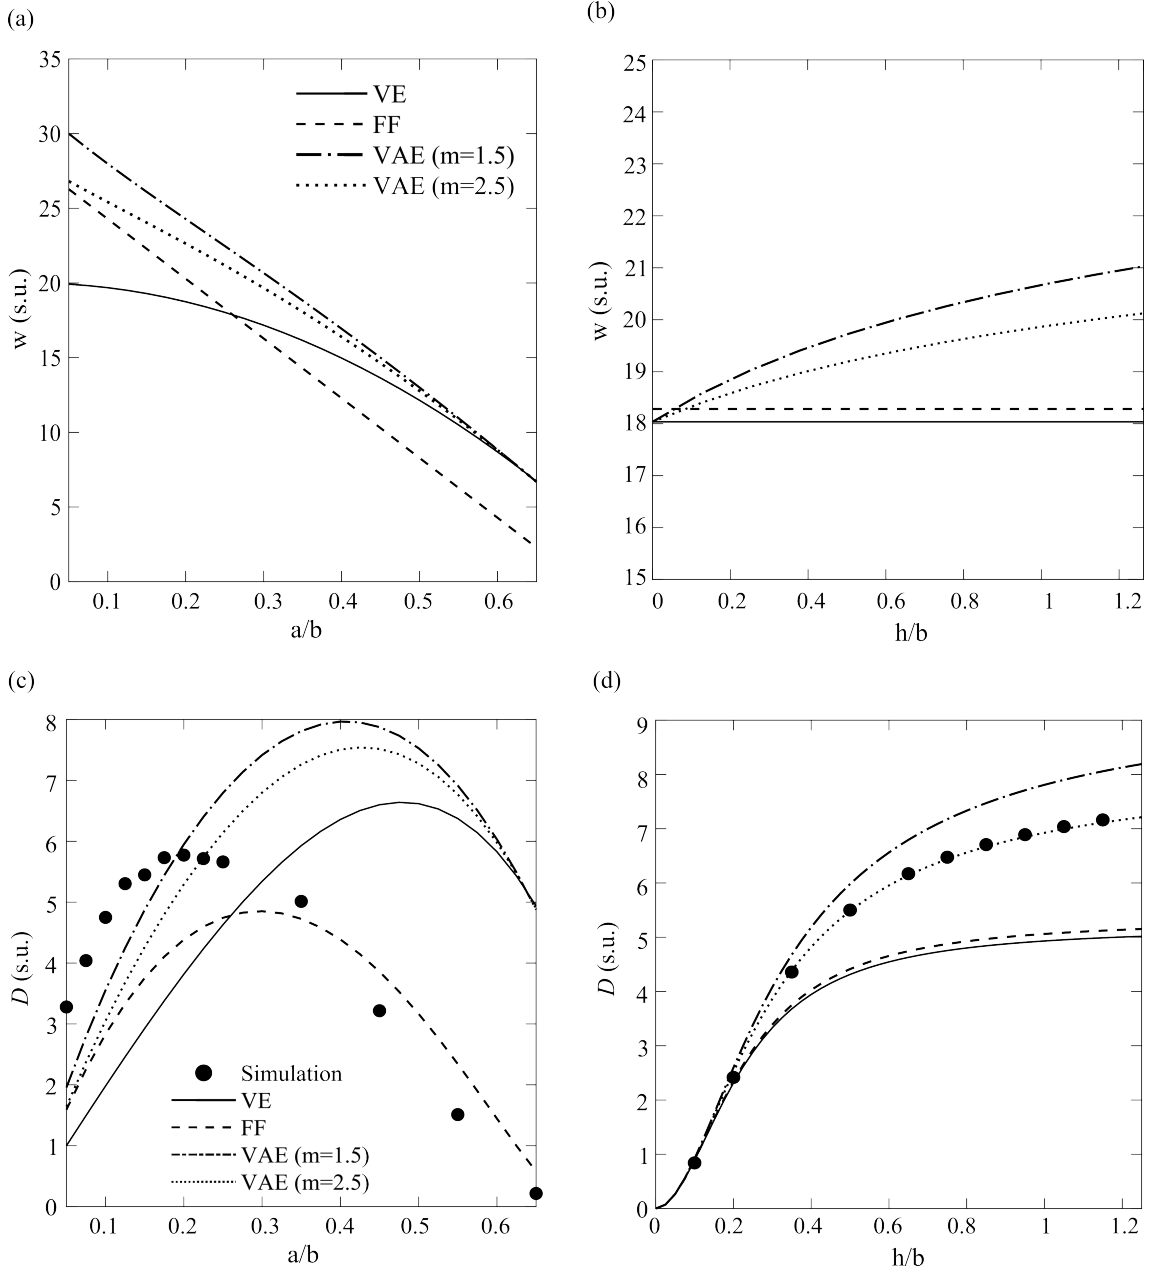 (a)
35
30
25
20
15
10
5
0
w (s.u.)
0.1 0.2 0.3 0.4 0.5 0.6
a/b
VE
FF
VAE (m=1.5)
VAE (m=2.5)
(b)
25
24
23
22
21
20
19
18
17
16
15
w (s.u.)
0 0.2 0.4 0.6 0.8 1 1.2
h/b
(c)
8
7
6
5
4
3
2
1
0
D (s.u.)
0.1 0.2 0.3 0.4 0.5 0.6
a/b
Simulation
VE
FF
VAE (m=1.5)
VAE (m=2.5)
(d)
9
8
7
6
5
4
3
2
1
0
D (s.u.)
0 0.2 0.4 0.6 0.8 1 1.2
h/b